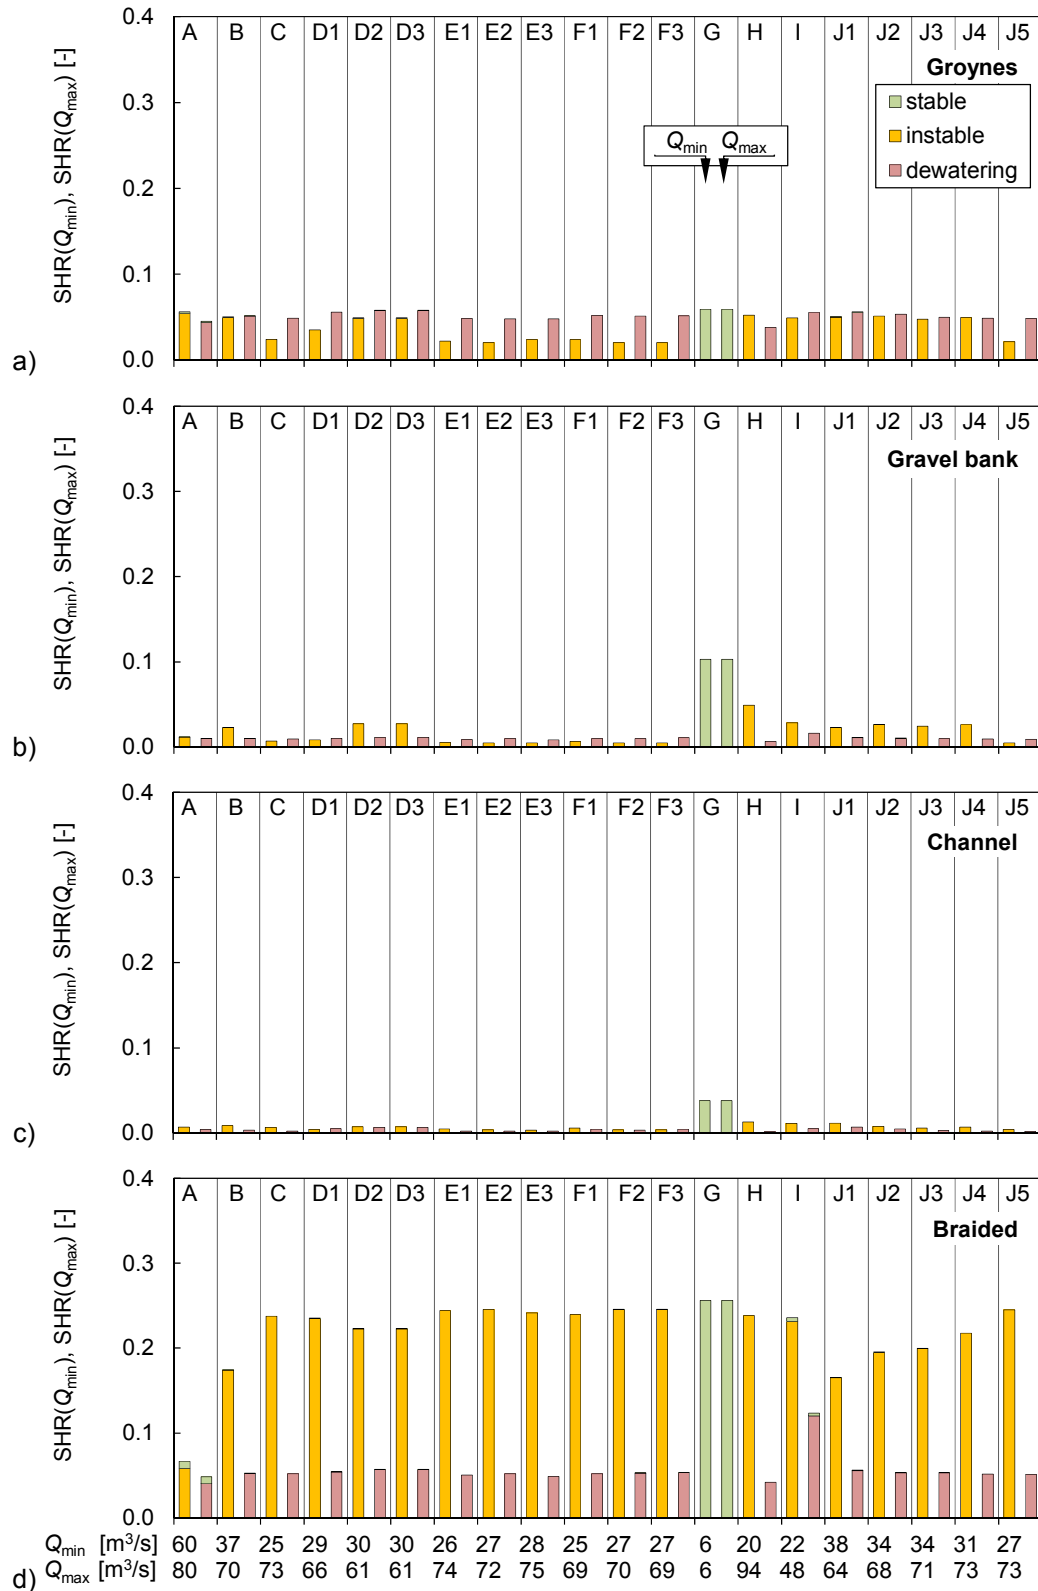 0.4
A B C D1 D2 D3 E1 E2 E3 F1 F2 F3 G H I J1 J2 J3 J4 J5
Groynes
stable
instable
dewatering
Qmin Qmax
0.3
0.2
0.1
0.0
SHR(Qmin), SHR(Qmax) [-]
a)
0.4
A B C D1 D2 D3 E1 E2 E3 F1 F2 F3 G H I J1 J2 J3 J4 J5
Gravel bank
0.3
0.2
0.1
0.0
SHR(Qmin), SHR(Qmax) [-]
b)
0.4
A B C D1 D2 D3 E1 E2 E3 F1 F2 F3 G H I J1 J2 J3 J4 J5
Channel
0.3
0.2
0.1
0.0
SHR(Qmin), SHR(Qmax) [-]
c)
0.4
A B C D1 D2 D3 E1 E2 E3 F1 F2 F3 G H I J1 J2 J3 J4 J5
Braided
0.3
0.2
0.1
0.0
SHR(Qmin), SHR(Qmax) [-]
Qmin [m³/s] 60 37 25 29 30 30 26 27 28 25 27 27 6 20 22 38 34 34 31 27
d) Qmax [m³/s] 80 70 73 66 61 61 74 72 75 69 70 69 6 94 48 64 68 71 73 73